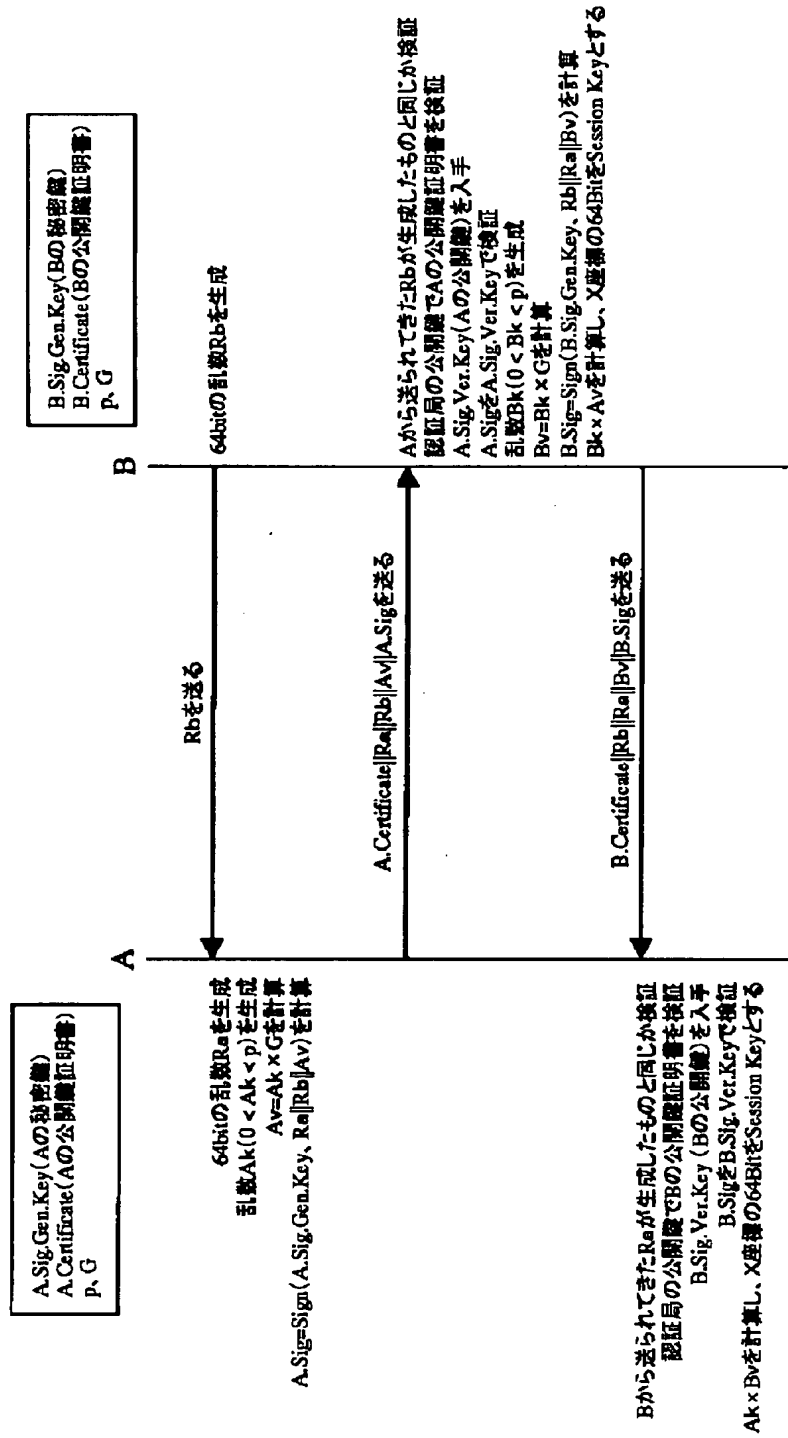 A.Sig.Gen.Key(Aの秘密鍵)
A.Certificate(Aの公開鍵証明書)
p、G
B.Sig.Gen.Key(Bの秘密鍵)
B.Certificate(Bの公開鍵証明書)
p、G
A
B
64bitの乱数Rbを生成
Rbを送る
64bitの乱数Raを生成
乱数Ak(0<Ak<p)を生成
Av=Ak×Gを計算
A.Sig=Sign(A.Sig.Gen.Key、Ra||Rb||Av)を計算
A.Certificate||Ra||Rb||Av||A.Sigを送る
Aから送られてきたRbが生成したものと同じか検証
認証局の公開鍵でAの公開鍵証明書を検証
A.Sig.Ver.Key(Aの公開鍵)を入手
A.SigをA.Sig.Ver.Keyで検証
乱数Bk(0<Bk<p)を生成
Bv=Bk×Gを計算
B.Sig=Sign(B.Sig.Gen.Key、Rb||Ra||Bv)を計算
Bk×Avを計算し、X座標の64BitをSession Keyとする
B.Certificate||Rb||Ra||Bv||B.Sigを送る
Bから送られてきたRaが生成したものと同じか検証
認証局の公開鍵でBの公開鍵証明書を検証
B.Sig.Ver.Key (Bの公開鍵)を入手
B.SigをB.Sig.Ver.Keyで検証
Ak×Bvを計算し、X座標の64BitをSession Keyとする